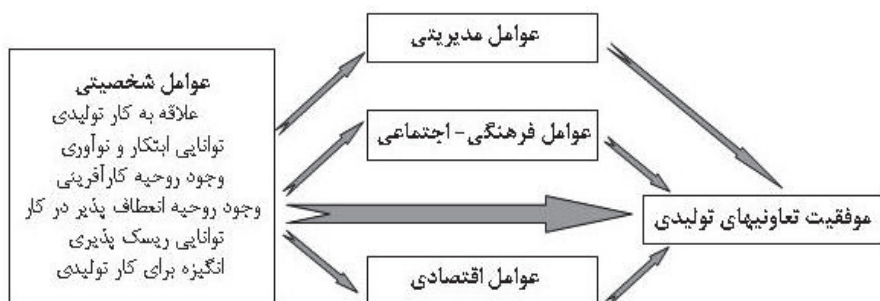 عوامل مدیریتی
عوامل شخصیتی
علاقه به کار تولیدی
توانایی ابتکار و نوآوری
وجود روحیه کارآفرینی
وجود روحیه انعطاف پذیر در کار
توانایی ریسک پذیری
انگیزه برای کار تولیدی
عوامل فرهنگی- اجتماعی
موفقیت تعاونیهای تولیدی
عوامل اقتصادی